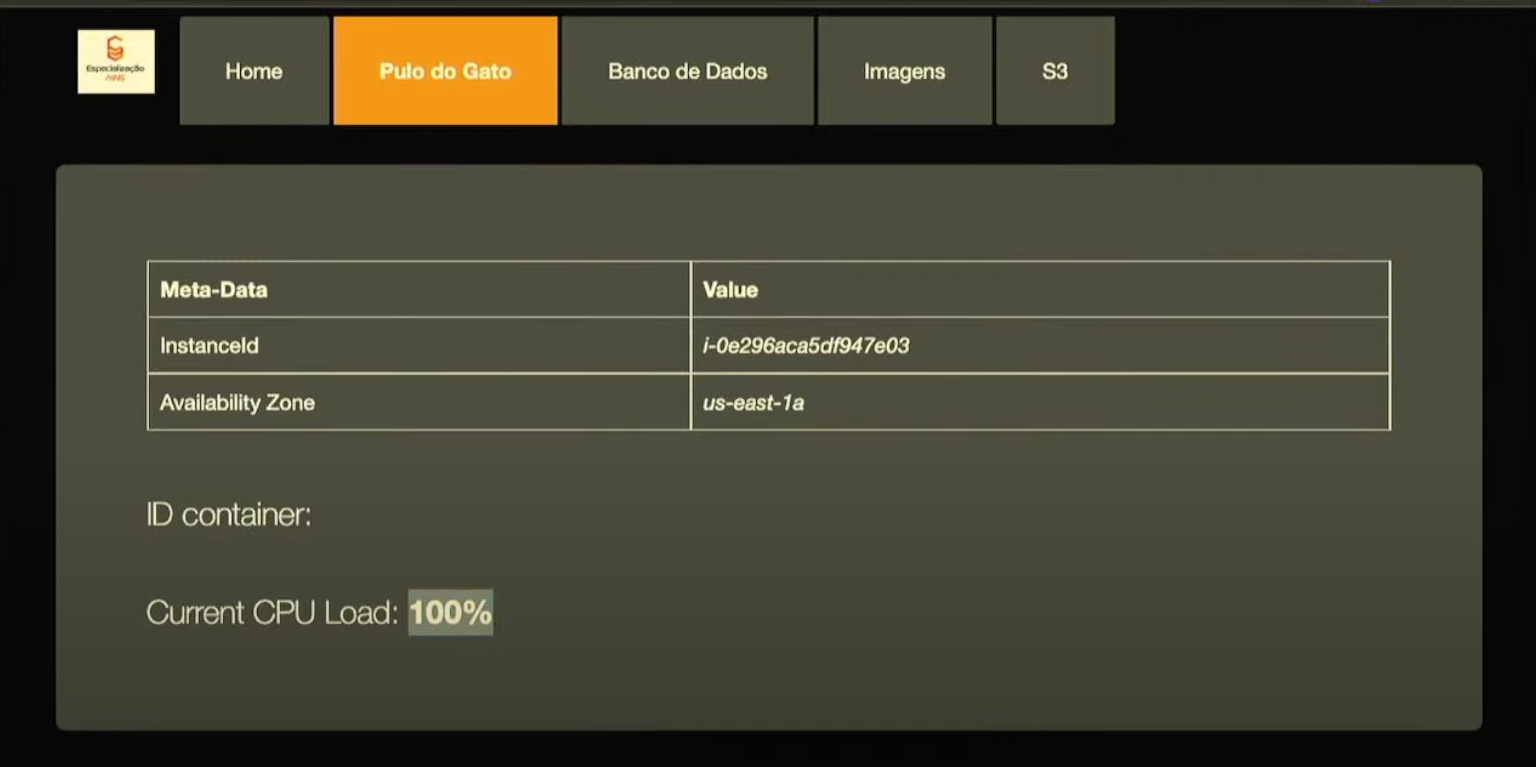 Especialização
AWS
Home
Pulo do Gato
Banco de Dados
Imagens
S3
Meta-Data Value
InstanceId i-0e296aca5df947e03
Availability Zone us-east-1a
ID container:
Current CPU Load: 100%